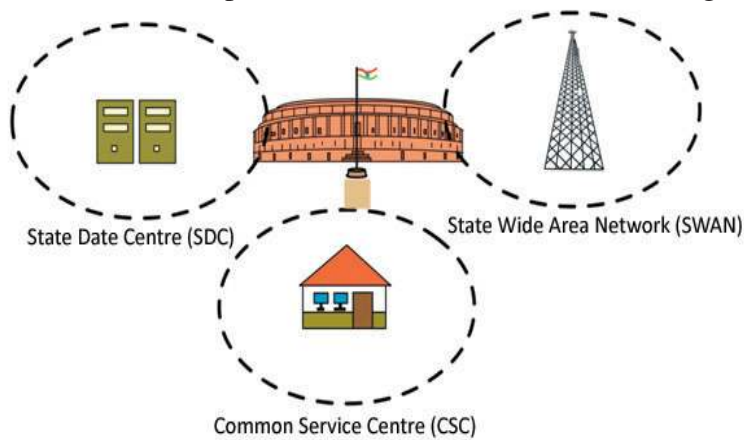 State Date Centre (SDC)
State Wide Area Network (SWAN)
Common Service Centre (CSC)